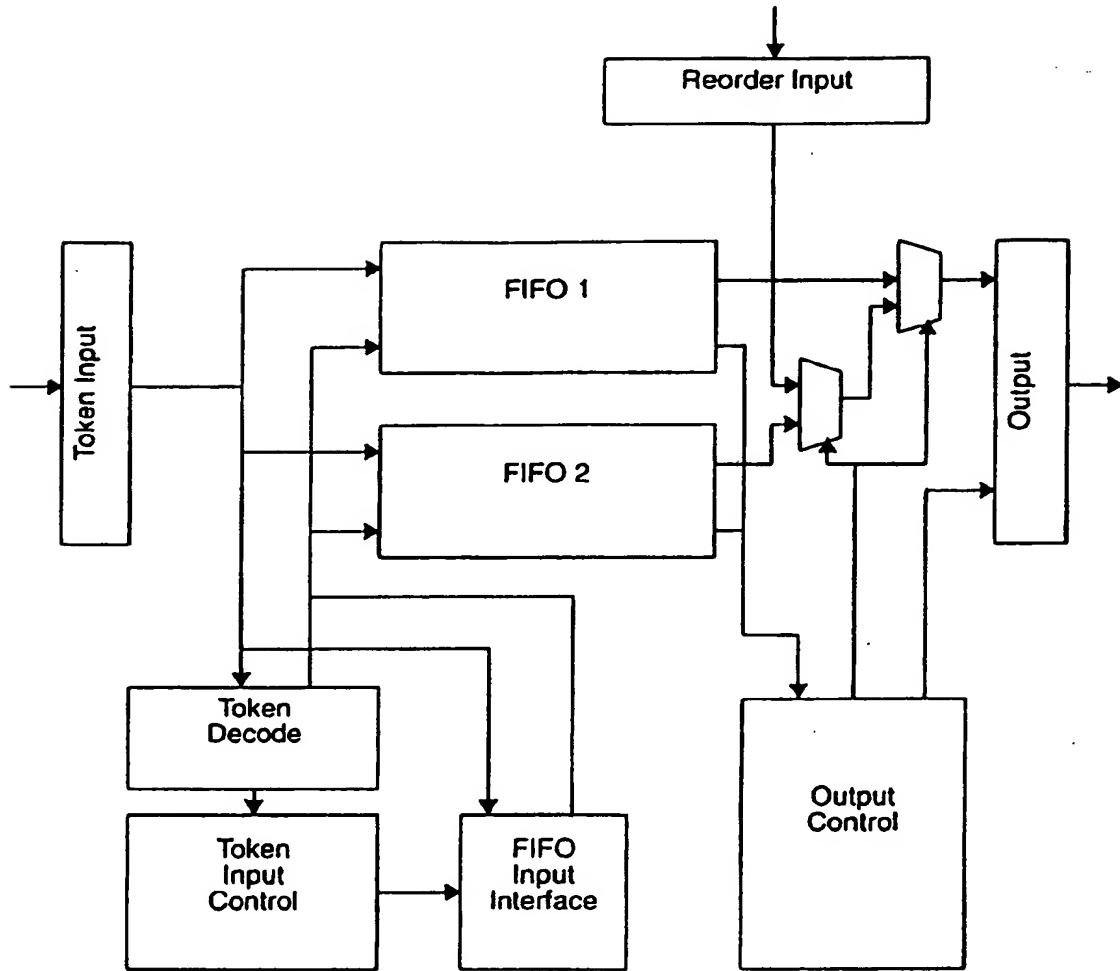 Reorder Input
Token Input
FIFO 1
FIFO 2
Output
Token
Decode
Token
Input
Control
FIFO
Input
Interface
Output
Control